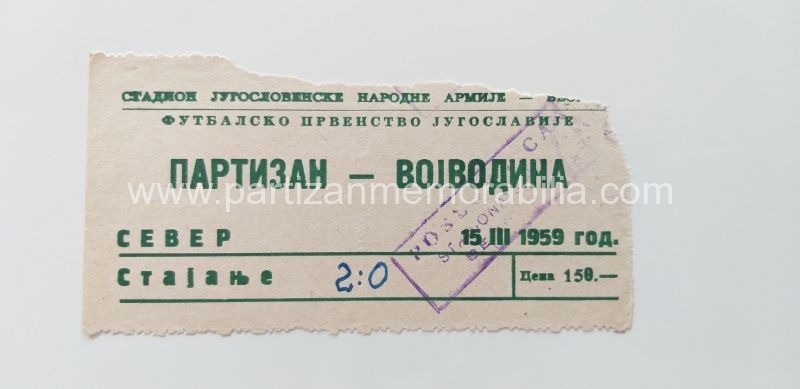 СТАДИОН ЈУГОСЛОВЕНСКЕ НАРОДНЕ АРМИЈЕ —
ФУТБАЛСКО ПРВЕНСТВО ЈУГОСЛАВИЈЕ
ПАРТИЗАН — ВОЈВОДИНА
www.partizanmemorabilia.com
СЕВЕР 15 III 1959 год.
Стајање 2:0 Цена 150.—